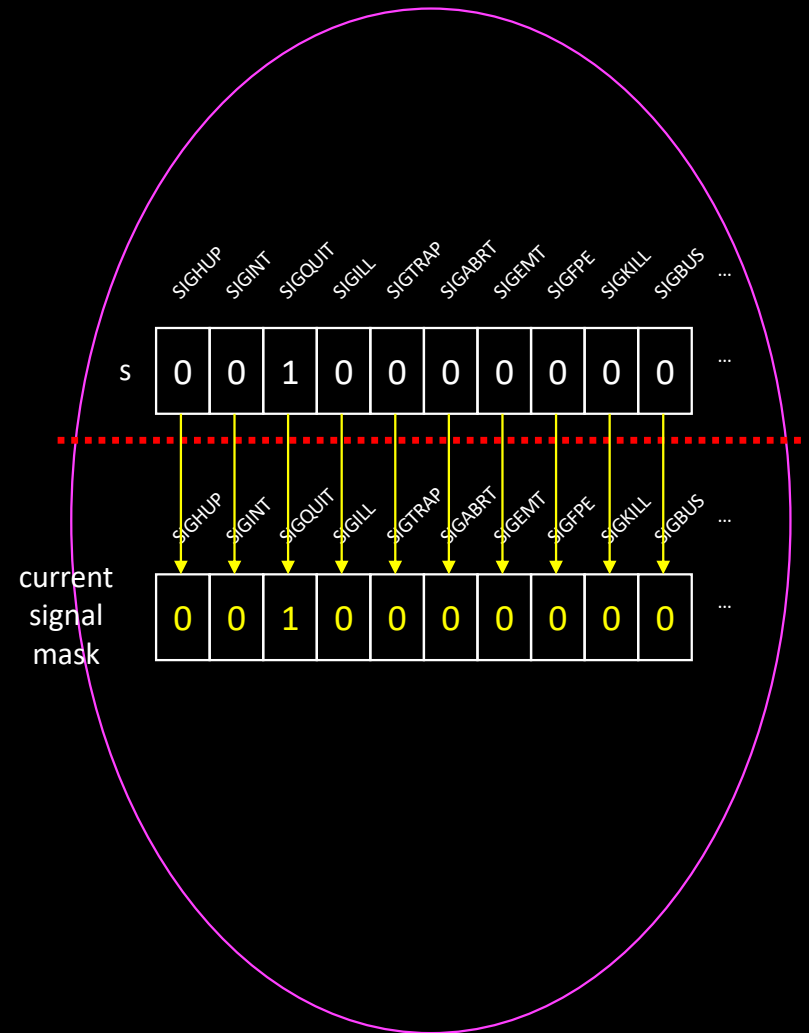 SIGHUP SIGINT SIGQUIT SIGILL SIGTRAP SIGABRT SIGEMT SIGFPE SIGKILL SIGBUS ...
s 0 0 1 0 0 0 0 0 0 0 ...
SIGHUP SIGINT SIGQUIT SIGILL SIGTRAP SIGABRT SIGEMT SIGFPE SIGKILL SIGBUS ...
current
signal
mask
0 0 1 0 0 0 0 0 0 0 ...